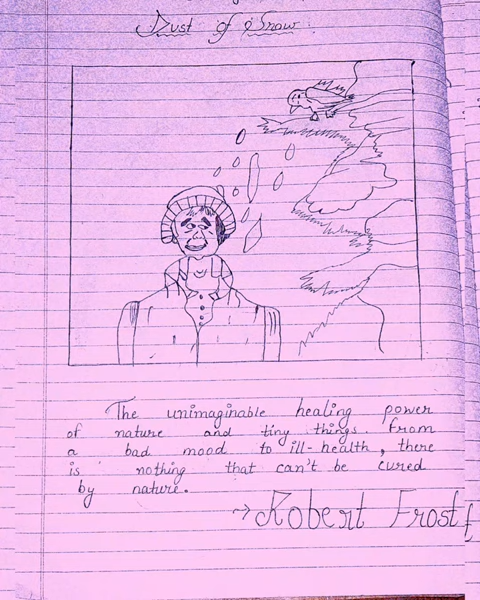 Dust of Snow
The unimaginable healing power
of nature and tiny things. From
a bad mood to ill-health, there
is nothing that can't be cured
by nature.
~> Robert Frost